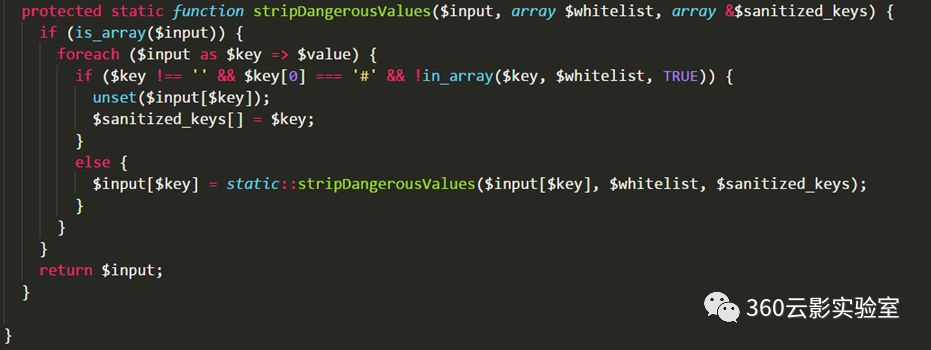 protected static function stripDangerousValues($input, array $whitelist, array &$sanitized_keys) {
if (is_array($input)) {
foreach ($input as $key => $value) {
if ($key !== '' && $key[0] === '#' && !in_array($key, $whitelist, TRUE)) {
unset($input[$key]);
$sanitized_keys[] = $key;
}
else {
$input[$key] = static::stripDangerousValues($input[$key], $whitelist, $sanitized_keys);
}
}
}
return $input;
}
360云影实验室
}